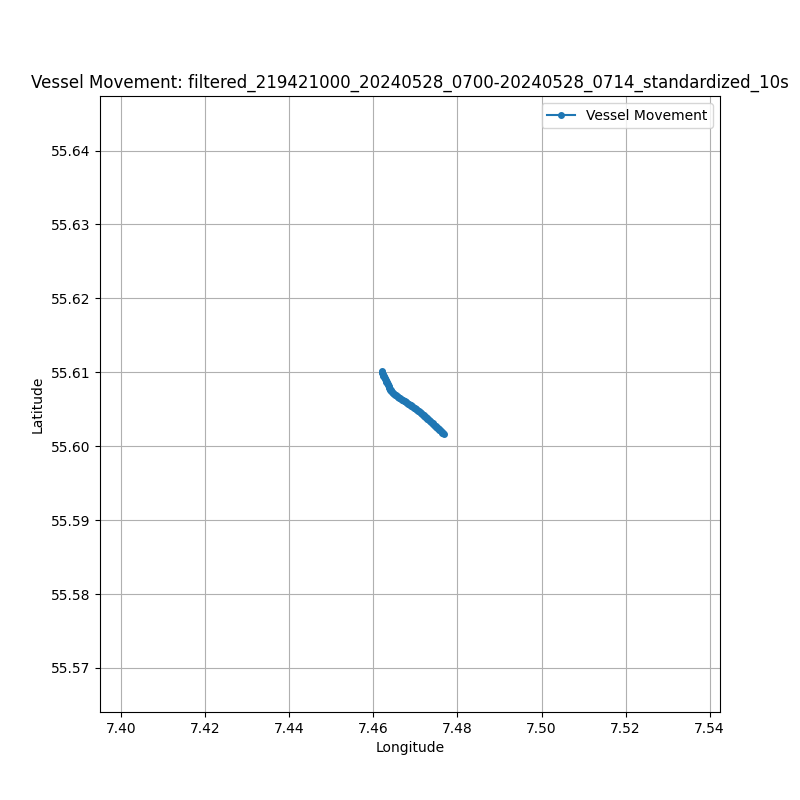 Vessel Movement: filtered_219421000_20240528_0700-20240528_0714_standardized_10s
Vessel Movement
55.64
55.63
55.62
55.61
55.60
55.59
55.58
55.57
Latitude
7.40 7.42 7.44 7.46 7.48 7.50 7.52 7.54
Longitude